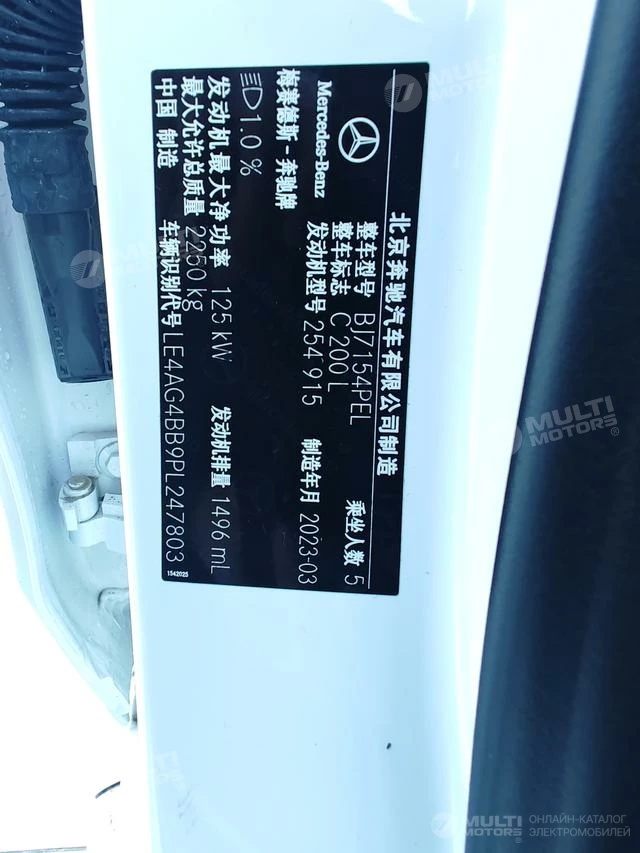 北京奔驰汽车有限公司制造
Mercedes-Benz
梅赛德斯-奔驰牌
整车型号 BJ7154PEL
整车标志 C 200 L
发动机型号 254 915
乘坐人数 5
制造年月 2023-03
1.0 %
发动机最大净功率 125 kW
发动机排量 1496 mL
最大允许总质量 2250 kg
车辆识别代号 LE4AG4BB9PL247803
中国 制造
1542025
MULTI MOTORS®
MULTI MOTORS
ОНЛАЙН-КАТАЛОГ
ЭЛЕКТРОМОБИЛЕЙ